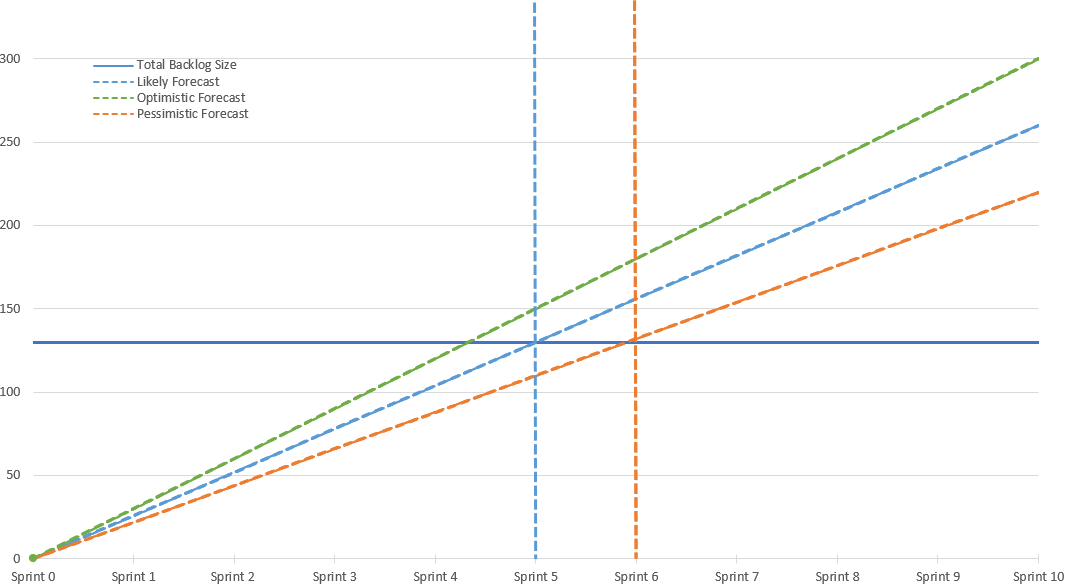 300
Total Backlog Size
Likely Forecast
Optimistic Forecast
Pessimistic Forecast
250
200
150
100
50
0
Sprint 0 Sprint 1 Sprint 2 Sprint 3 Sprint 4 Sprint 5 Sprint 6 Sprint 7 Sprint 8 Sprint 9 Sprint 10